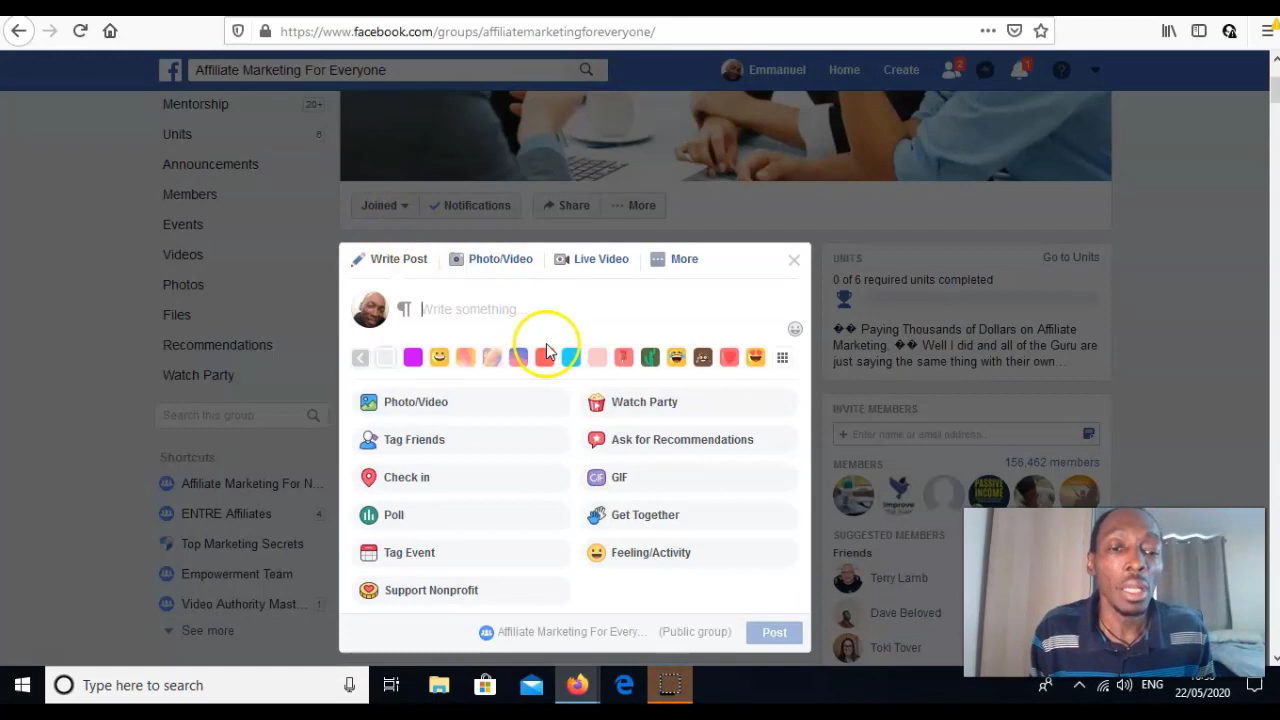 https://www.facebook.com/groups/affiliatemarketingforeveryone/
Affiliate Marketing For Everyone
Emmanuel
Home
Create
2
1
Mentorship
20+
Units
6
Announcements
Members
Events
Videos
Photos
Files
Recommendations
Watch Party
Search this group
Shortcuts
Affiliate Marketing For N...
ENTRE Affiliates
4
Top Marketing Secrets
Empowerment Team
Video Authority Mast...
1
See more
Joined
Notifications
Share
More
Write Post
Photo/Video
Live Video
More
Write something...
Photo/Video
Watch Party
Tag Friends
Ask for Recommendations
Check in
GIF
GIF
Poll
Get Together
Tag Event
Feeling/Activity
Support Nonprofit
Affiliate Marketing For Every...
(Public group)
Post
UNITS
Go to Units
0 of 6 required units completed
�� Paying Thousands of Dollars on Affiliate
Marketing. �� Well I did and all of the Guru are
just saying the same thing with their own...
INVITE MEMBERS
Enter name or email address...
MEMBERS
156,462 members
PASSIVE
INCOME
SUGGESTED MEMBERS
Friends
Terry Lamb
Dave Beloved
Toki Tover
Type here to search
ENG
22/05/2020